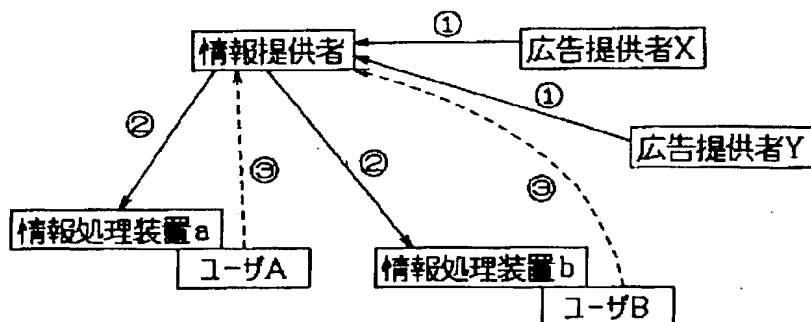 ①
情報提供者
広告提供者X
①
②
②
広告提供者Y
③
③
情報処理装置a
ユーザA
情報処理装置b
ユーザB